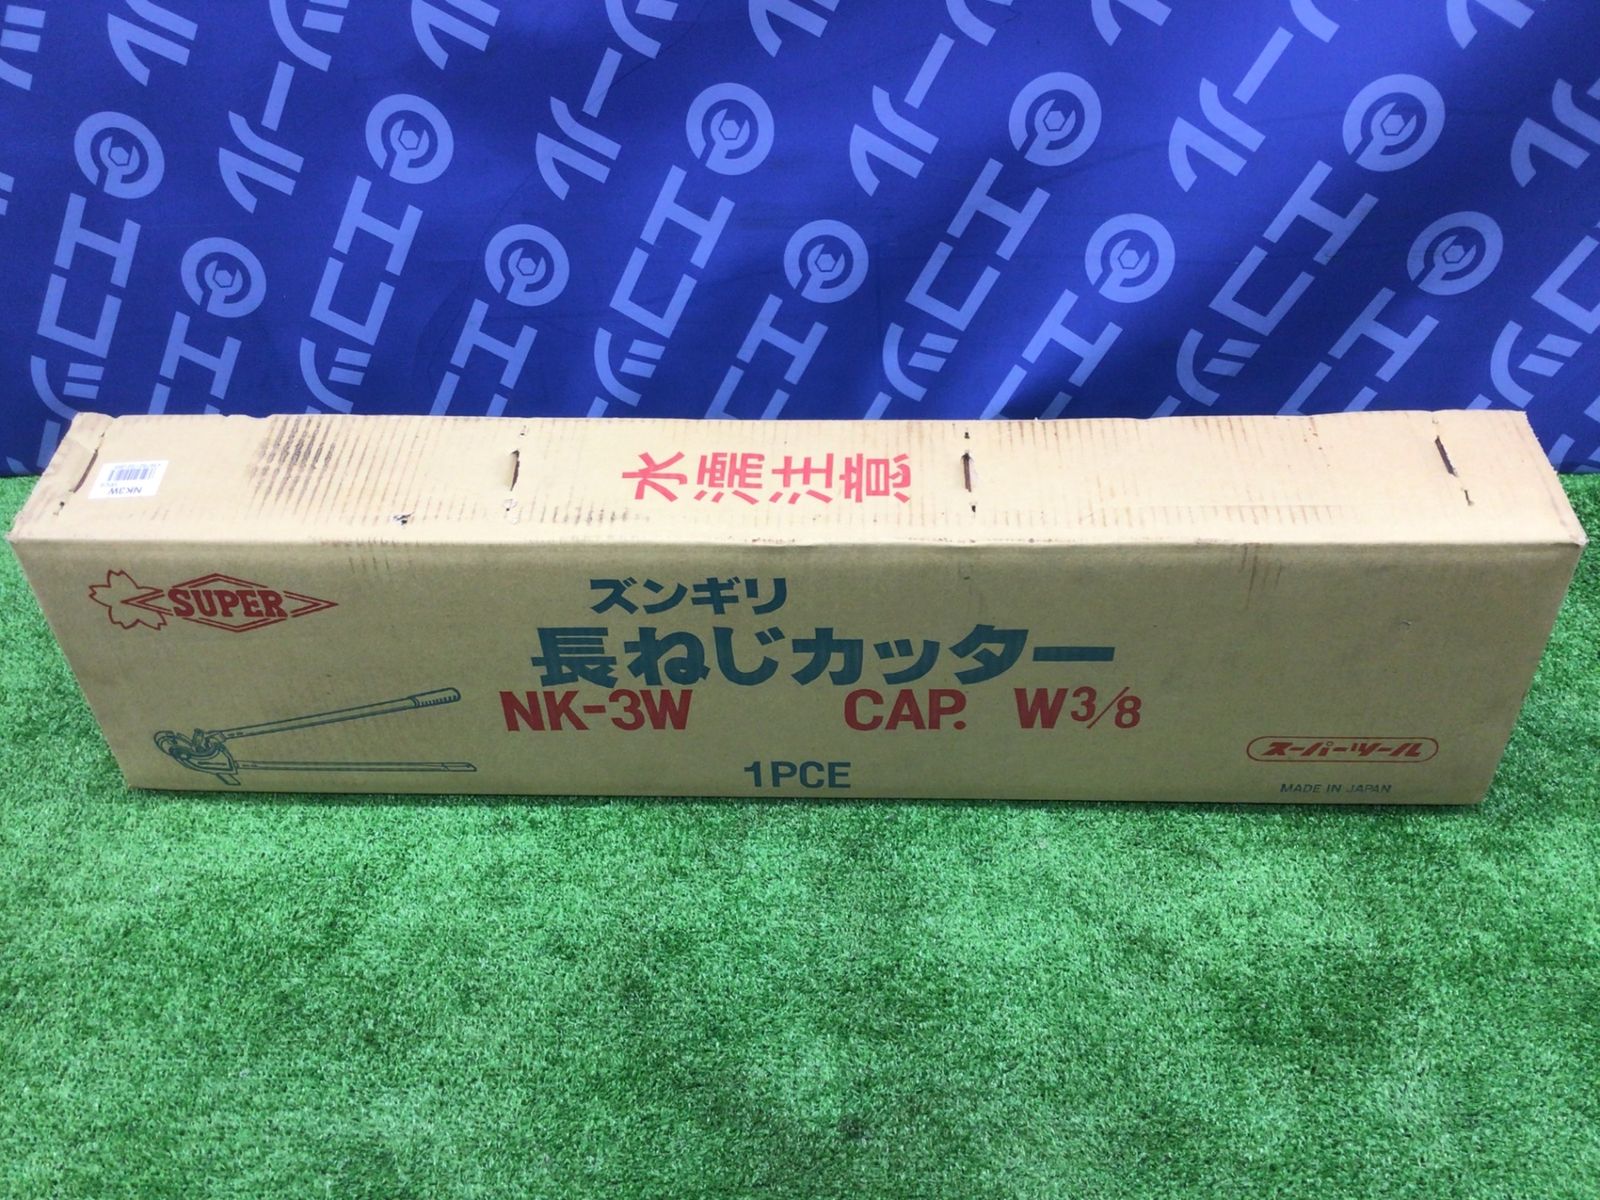 水濡注意
NK3W
SUPER
ズンギリ
長ねじカッター
NK-3W CAP. W3/8
1PCE
スーパーツール
MADE IN JAPAN